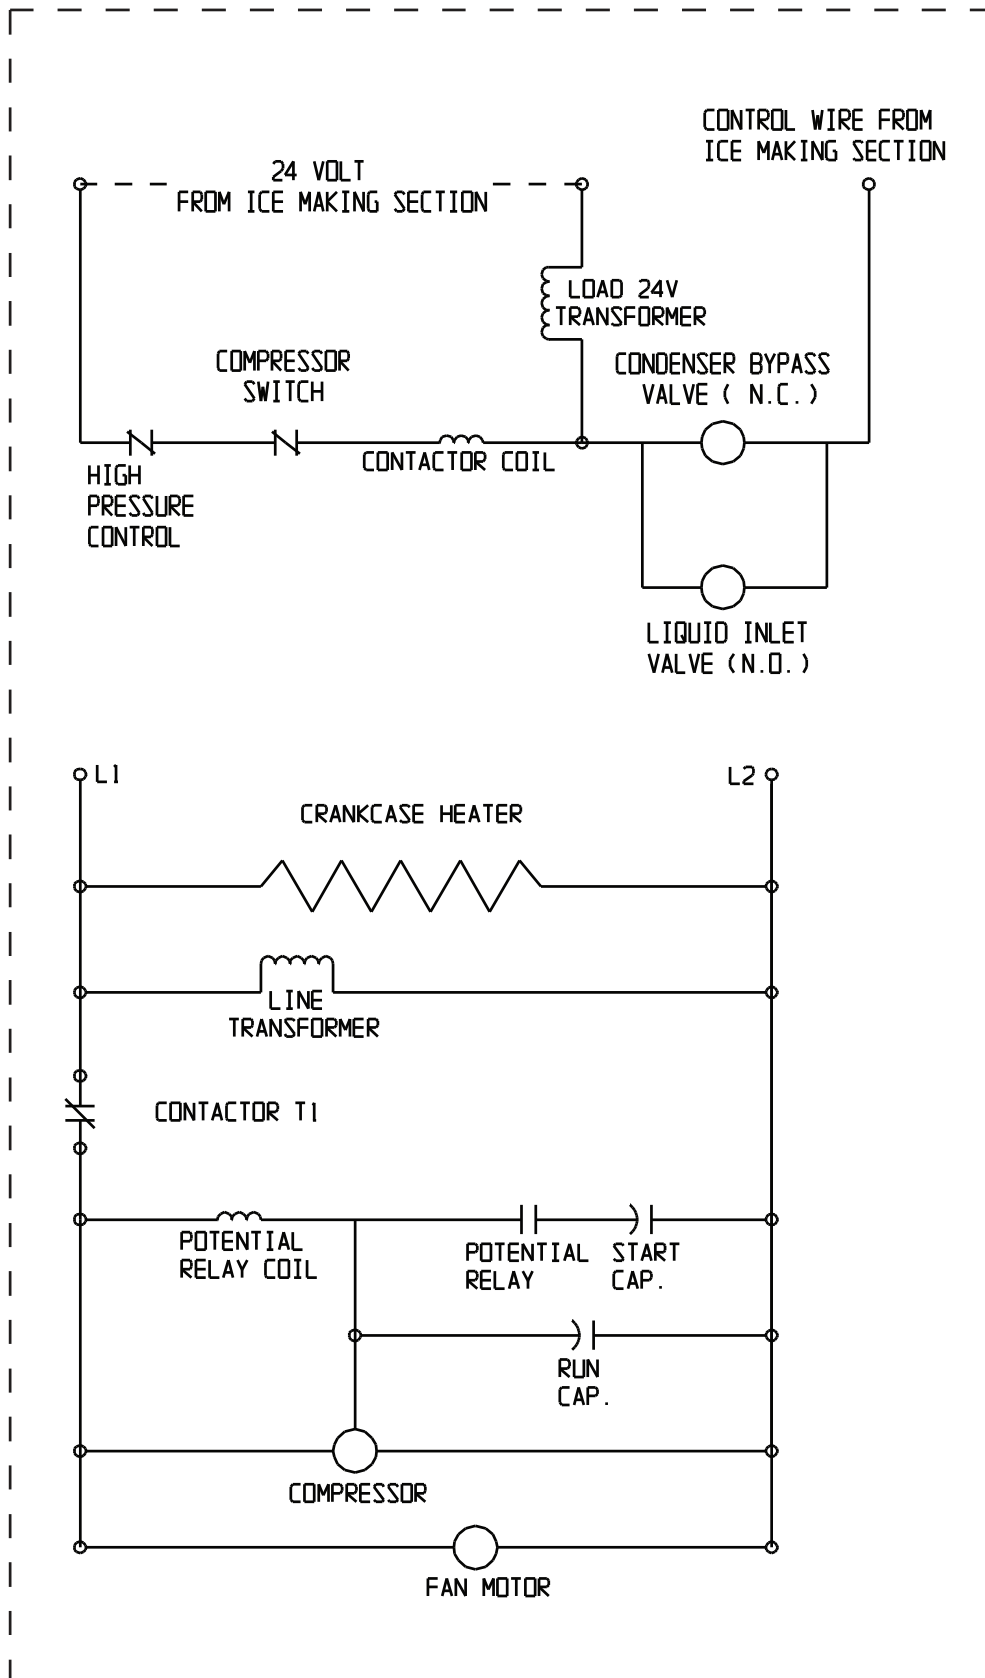 CONTROL WIRE FROM
ICE MAKING SECTION
24 VOLT
FROM ICE MAKING SECTION
LOAD 24V
TRANSFORMER
COMPRESSOR
SWITCH
CONDENSER BYPASS
VALVE ( N.C.)
HIGH
PRESSURE
CONTROL
CONTACTOR COIL
LIQUID INLET
VALVE (N.O.)
L1
L2
CRANKCASE HEATER
LINE
TRANSFORMER
CONTACTOR T1
POTENTIAL
RELAY COIL
POTENTIAL
RELAY
START
CAP.
RUN
CAP.
COMPRESSOR
FAN MOTOR